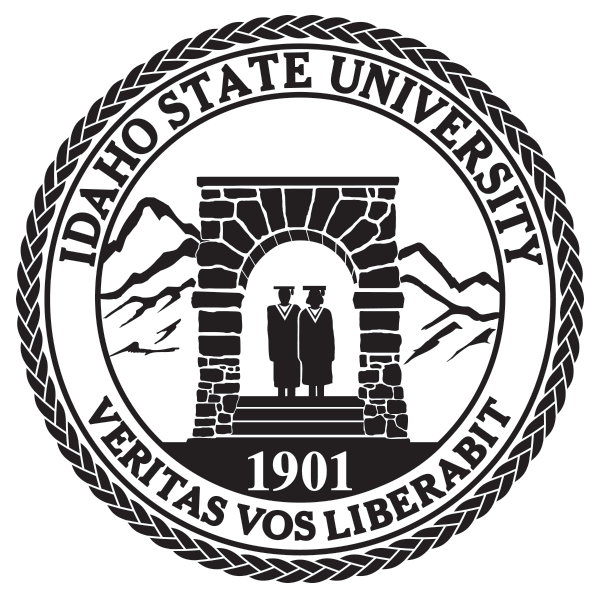 IDAHO STATE UNIVERSITY
1901
VERITAS VOS LIBERABIT